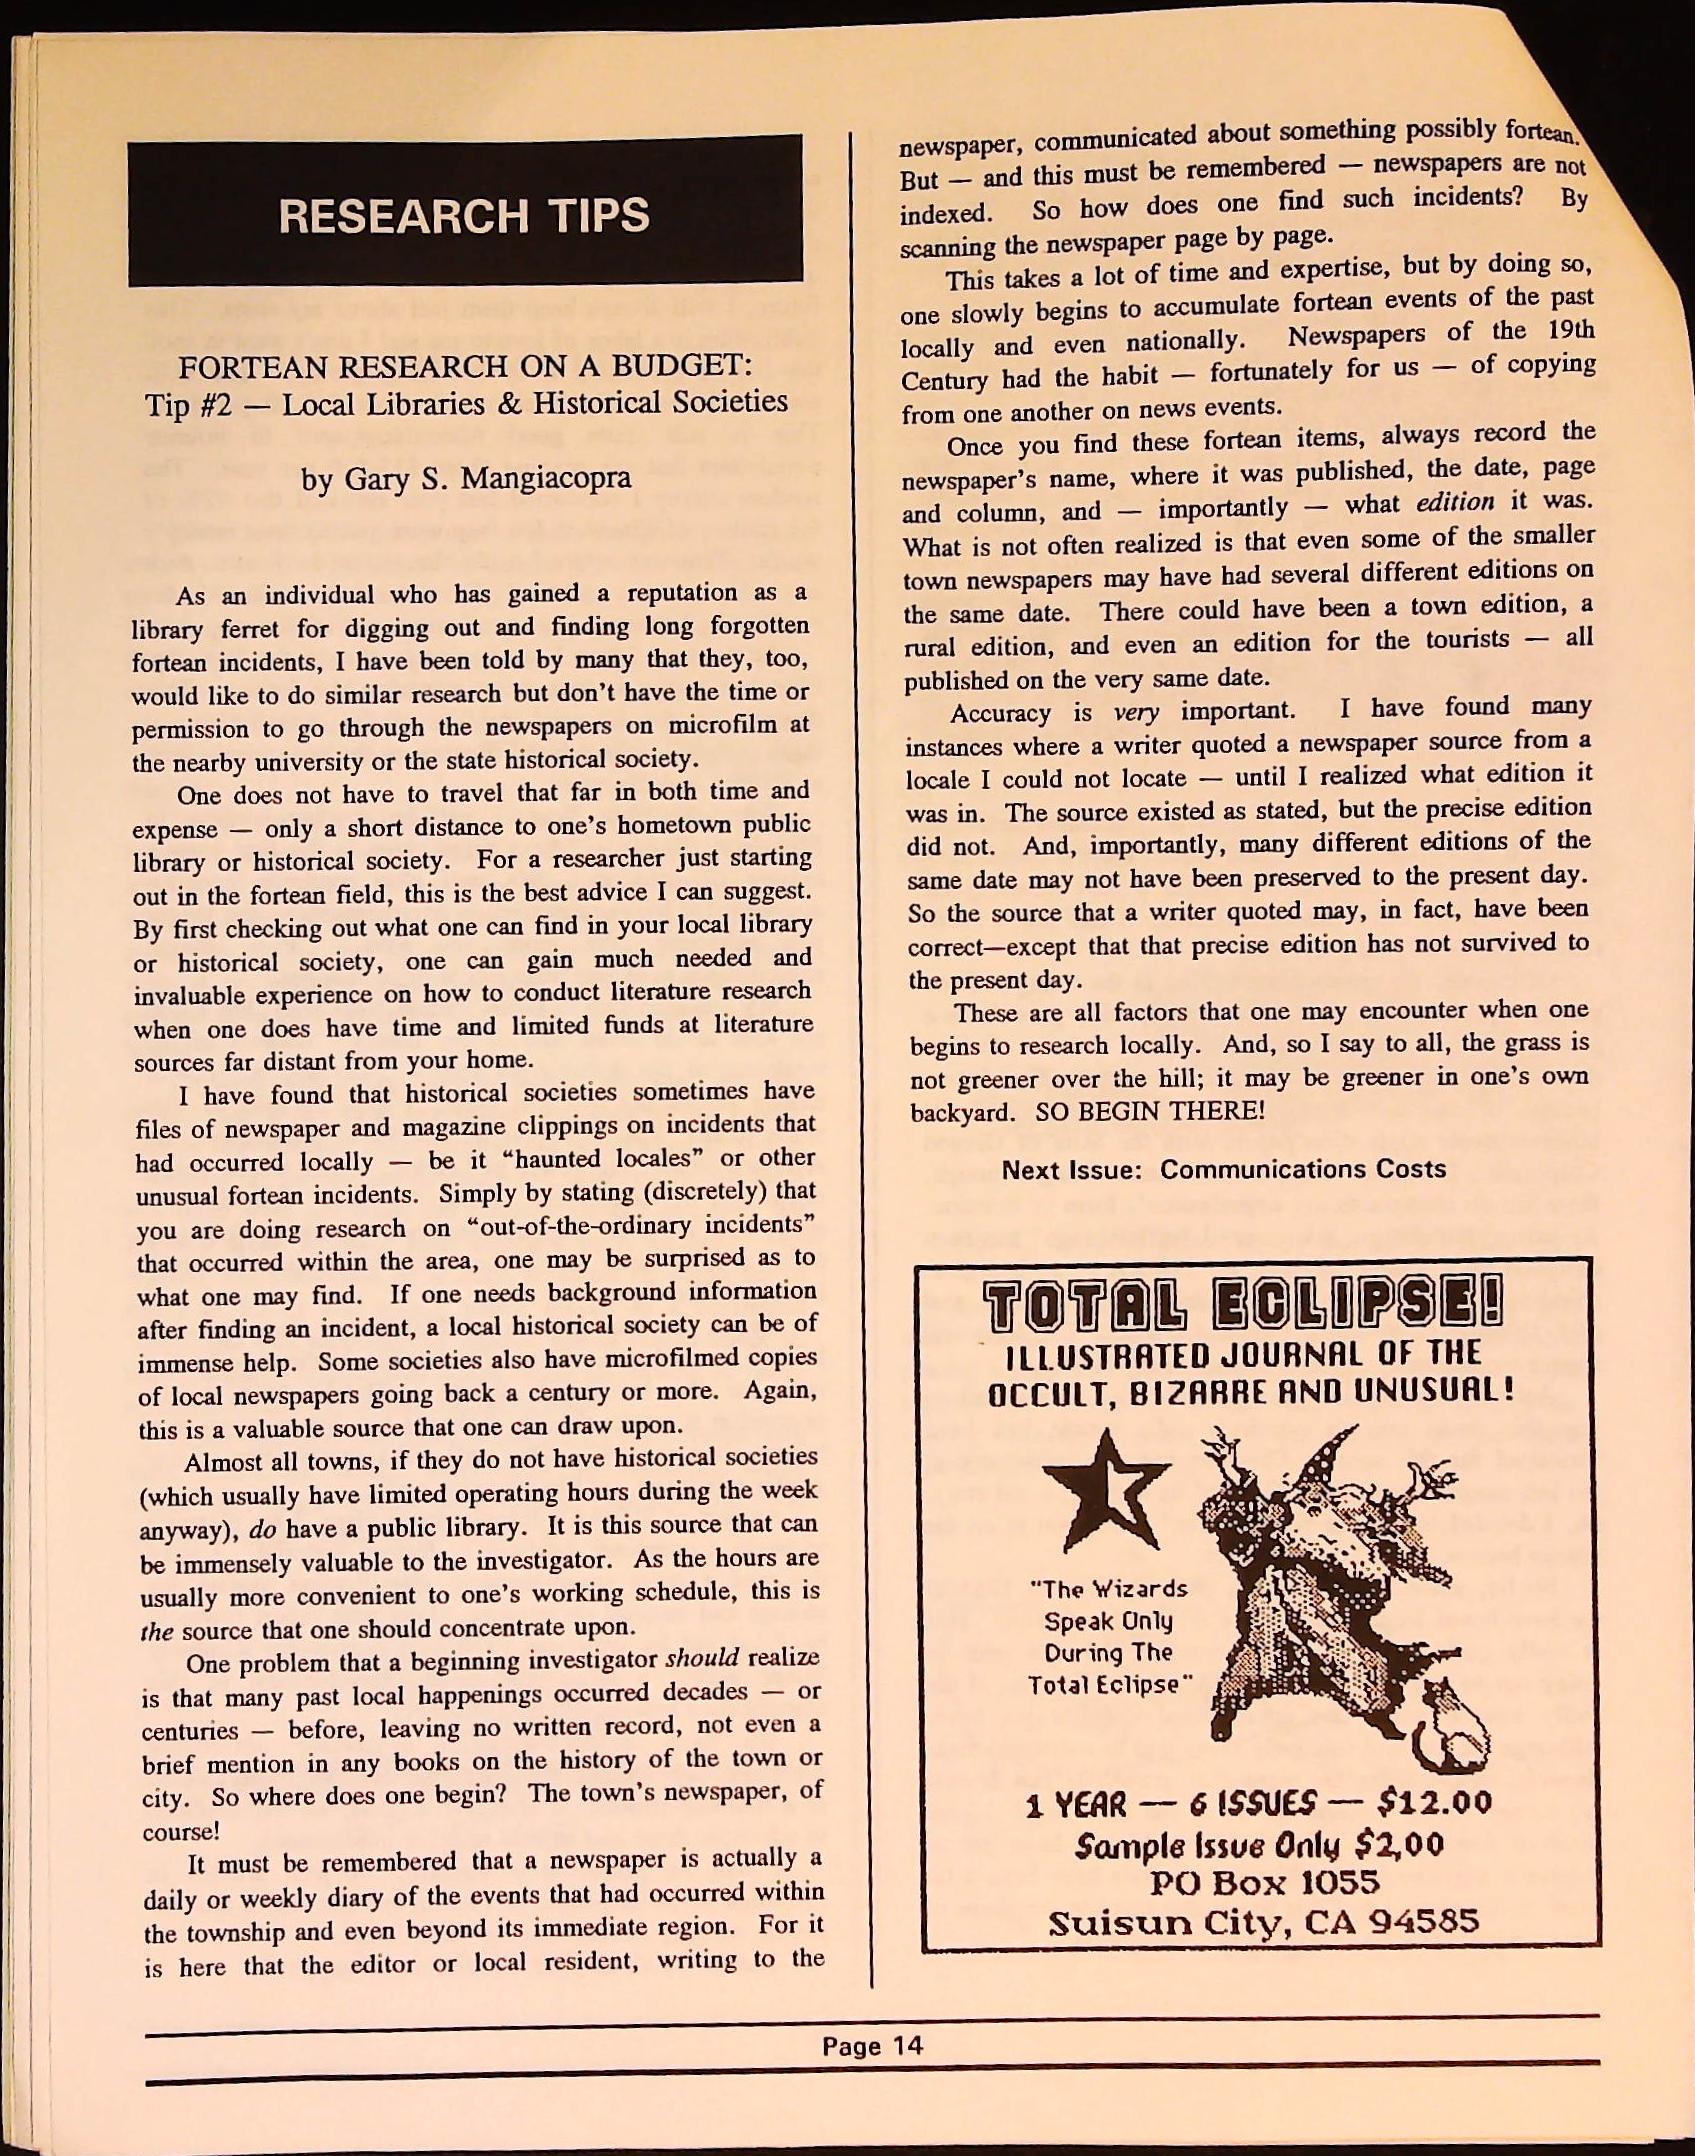 RESEARCH TIPS
FORTEAN RESEARCH ON A BUDGET:
Tip #2 — Local Libraries & Historical Societies
by Gary S. Mangiacopra
As an individual who has gained a reputation as a
library ferret for digging out and finding long forgotten
fortean incidents, I have been told by many that they, too,
would like to do similar research but don't have the time or
permission to go through the newspapers on microfilm at
the nearby university or the state historical society.
One does not have to travel that far in both time and
expense — only a short distance to one's hometown public
library or historical society. For a researcher just starting
out in the fortean field, this is the best advice I can suggest.
By first checking out what one can find in your local library
or historical society, one can gain much needed and
invaluable experience on how to conduct literature research
when one does have time and limited funds at literature
sources far distant from your home.
I have found that historical societies sometimes have
files of newspaper and magazine clippings on incidents that
had occurred locally — be it “haunted locales” or other
unusual fortean incidents. Simply by stating (discretely) that
you are doing research on “out-of-the-ordinary incidents”
that occurred within the area, one may be surprised as to
what one may find. If one needs background information
after finding an incident, a local historical society can be of
immense help. Some societies also have microfilmed copies
of local newspapers going back a century or more. Again,
this is a valuable source that one can draw upon.
Almost all towns, if they do not have historical societies
(which usually have limited operating hours during the week
anyway), do have a public library. It is this source that can
be immensely valuable to the investigator. As the hours are
usually more convenient to one's working schedule, this is
the source that one should concentrate upon.
One problem that a beginning investigator should realize
is that many past local happenings occurred decades — or
centuries — before, leaving no written record, not even a
brief mention in any books on the history of the town or
city. So where does one begin? The town's newspaper, of
course!
It must be remembered that a newspaper is actually a
daily or weekly diary of the events that had occurred within
the township and even beyond its immediate region. For it
is here that the editor or local resident, writing to the
newspaper, communicated about something possibly fortean.
But — and this must be remembered — newspapers are not
indexed. So how does one find such incidents? By
scanning the newspaper page by page.
This takes a lot of time and expertise, but by doing so,
one slowly begins to accumulate fortean events of the past
locally and even nationally. Newspapers of the 19th
Century had the habit — fortunately for us — of copying
from one another on news events.
Once you find these fortean items, always record the
newspaper's name, where it was published, the date, page
and column, and — importantly — what edition it was.
What is not often realized is that even some of the smaller
town newspapers may have had several different editions on
the same date. There could have been a town edition, a
rural edition, and even an edition for the tourists — all
published on the very same date.
Accuracy is very important. I have found many
instances where a writer quoted a newspaper source from a
locale I could not locate — until I realized what edition it
was in. The source existed as stated, but the precise edition
did not. And, importantly, many different editions of the
same date may not have been preserved to the present day.
So the source that a writer quoted may, in fact, have been
correct—except that that precise edition has not survived to
the present day.
These are all factors that one may encounter when one
begins to research locally. And, so I say to all, the grass is
not greener over the hill; it may be greener in one's own
backyard. SO BEGIN THERE!
Next Issue: Communications Costs
TOTAL ECLIPSE!
ILLUSTRATED JOURNAL OF THE
OCCULT, BIZARRE AND UNUSUAL!
"The Wizards
Speak Only
During The
Total Eclipse"
1 YEAR — 6 ISSUES — $12.00
Sample Issue Only $2,00
PO Box 1055
Suisun City, CA 94585
Page 14